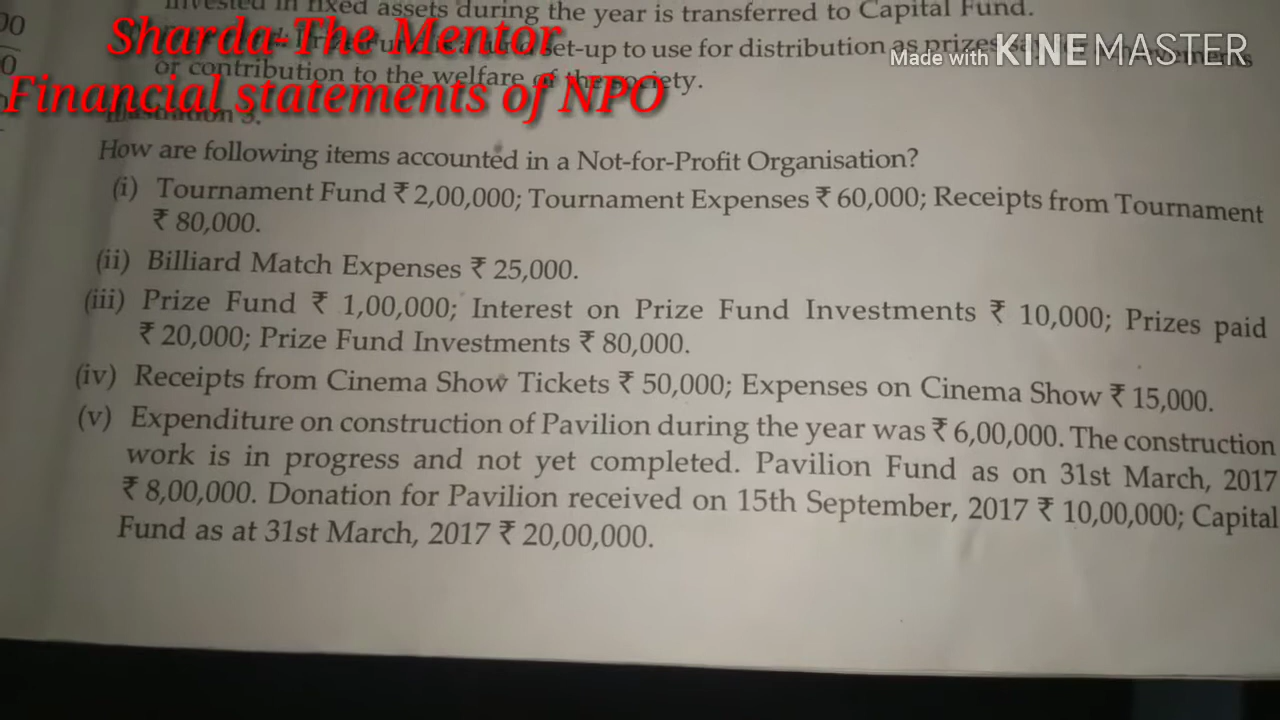 00
invested in fixed assets during the year is transferred to Capital Fund.
Sharda-The Mentor
set-up to use for distribution as prizes
Made with KINEMASTER
0
or contribution to the welfare of the society.
Financial statements of NPO
Illustration 3.
How are following items accounted in a Not-for-Profit Organisation?
(i) Tournament Fund ₹ 2,00,000; Tournament Expenses ₹ 60,000; Receipts from Tournament
₹ 80,000.
(ii) Billiard Match Expenses ₹ 25,000.
(iii) Prize Fund ₹ 1,00,000; Interest on Prize Fund Investments ₹ 10,000; Prizes paid
₹ 20,000; Prize Fund Investments ₹ 80,000.
(iv) Receipts from Cinema Show Tickets ₹ 50,000; Expenses on Cinema Show ₹ 15,000.
(v) Expenditure on construction of Pavilion during the year was ₹ 6,00,000. The construction
work is in progress and not yet completed. Pavilion Fund as on 31st March, 2017
₹ 8,00,000. Donation for Pavilion received on 15th September, 2017 ₹ 10,00,000; Capital
Fund as at 31st March, 2017 ₹ 20,00,000.